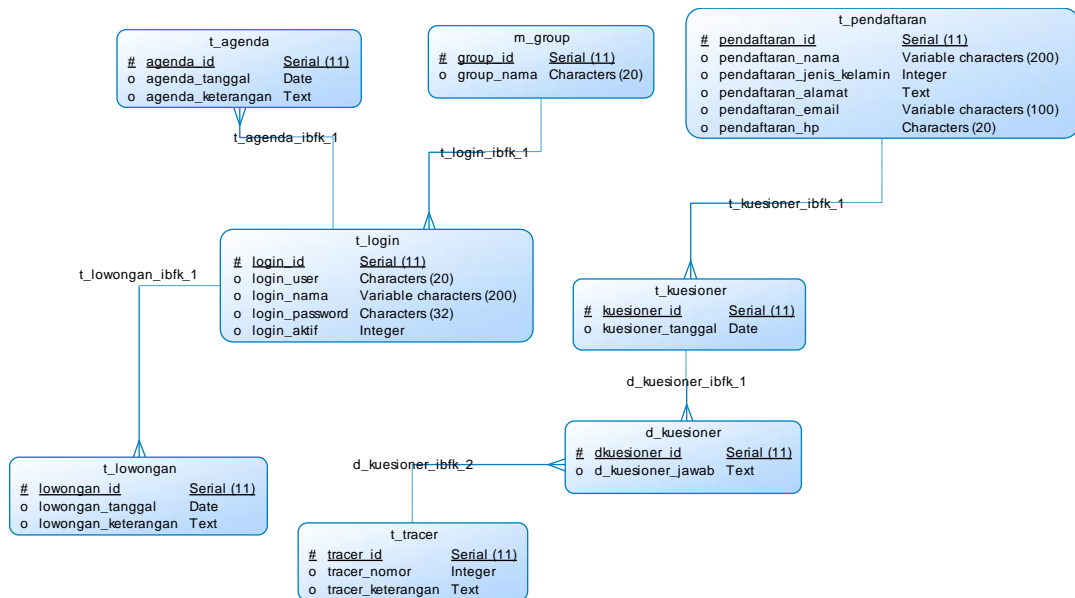 t_agenda
# agenda_id Serial (11)
o agenda_tanggal Date
o agenda_keterangan Text
m_group
# group_id Serial (11)
o group_nama Characters (20)
t_pendaftaran
# pendaftaran_id Serial (11)
o pendaftaran_nama Variable characters (200)
o pendaftaran_jenis_kelamin Integer
o pendaftaran_alamat Text
o pendaftaran_email Variable characters (100)
o pendaftaran_hp Characters (20)
t_agenda_ibfk_1
t_login_ibfk_1
t_kuesioner_ibfk_1
t_login
# login_id Serial (11)
o login_user Characters (20)
o login_nama Variable characters (200)
o login_password Characters (32)
o login_aktif Integer
t_lowongan_ibfk_1
t_kuesioner
# kuesioner_id Serial (11)
o kuesioner_tanggal Date
d_kuesioner_ibfk_1
d_kuesioner
# dkuesioner_id Serial (11)
o d_kuesioner_jawab Text
d_kuesioner_ibfk_2
t_lowongan
# lowongan_id Serial (11)
o lowongan_tanggal Date
o lowongan_keterangan Text
t_tracer
# tracer_id Serial (11)
o tracer_nomor Integer
o tracer_keterangan Text